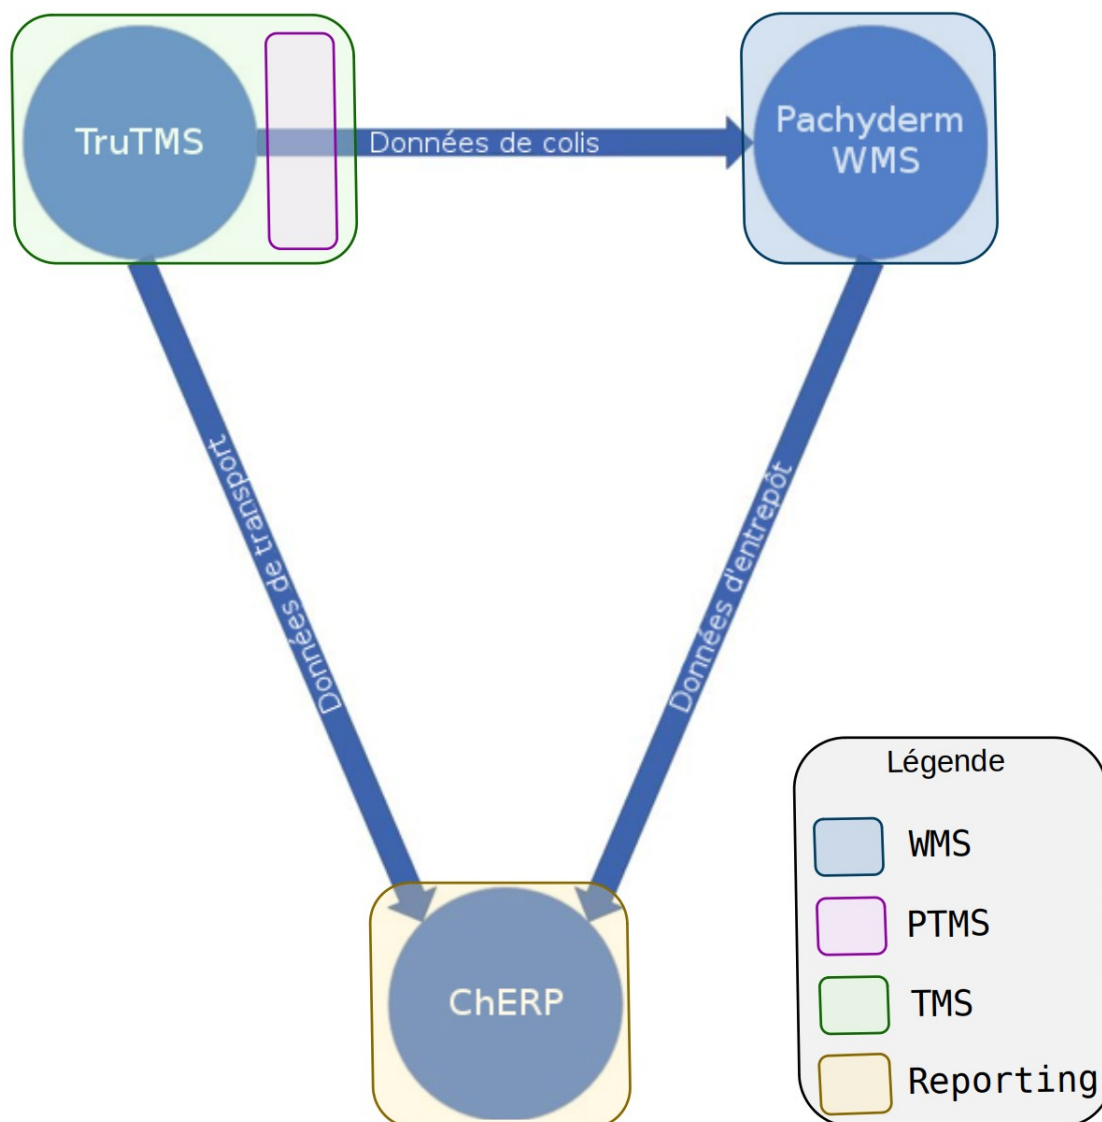 TruTMS
Données de colis
Pachyderm
WMS
Données de transport
Données d'entrepôt
ChERP
Légende
WMS
PTMS
TMS
Reporting